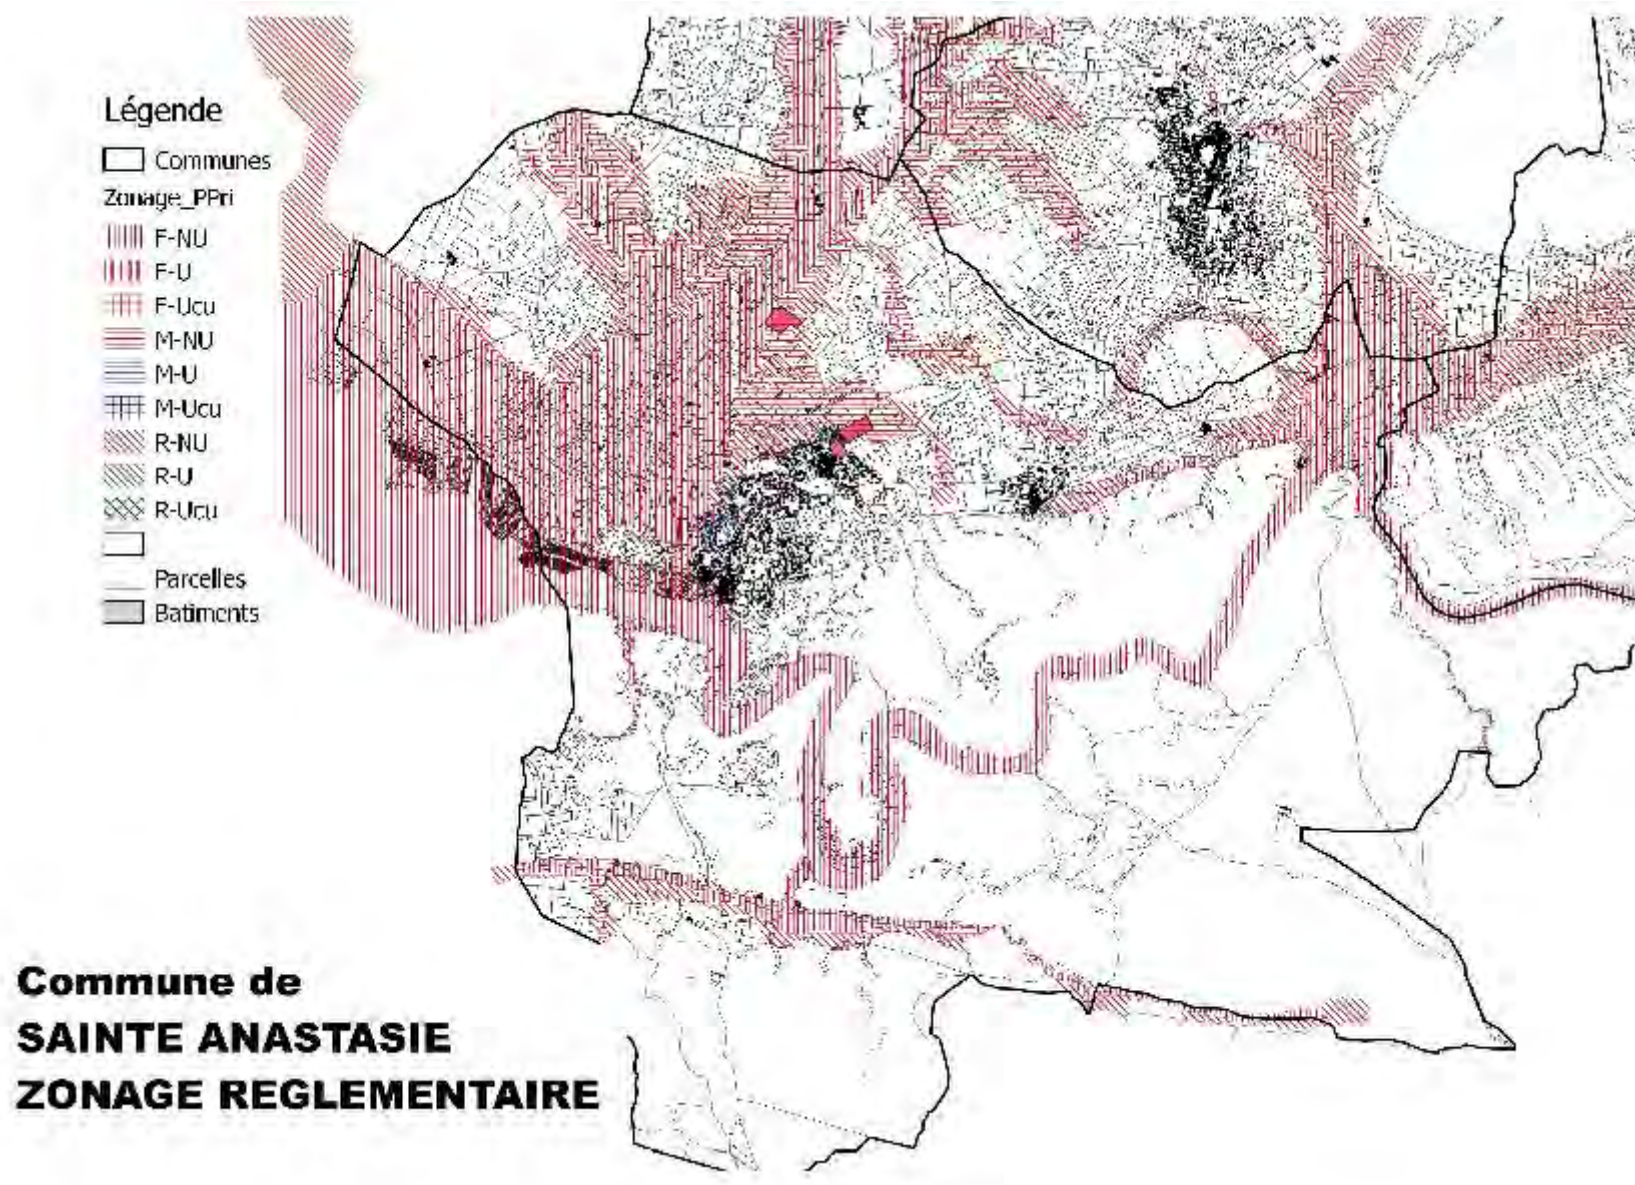 Légende
Communes
Zonage_PPri
F-NU
F-U
F-Ucu
M-NU
M-U
M-Ucu
R-NU
R-U
R-Ucu
Parcelles
Batiments
Commune de
SAINTE ANASTASIE
ZONAGE REGLEMENTAIRE